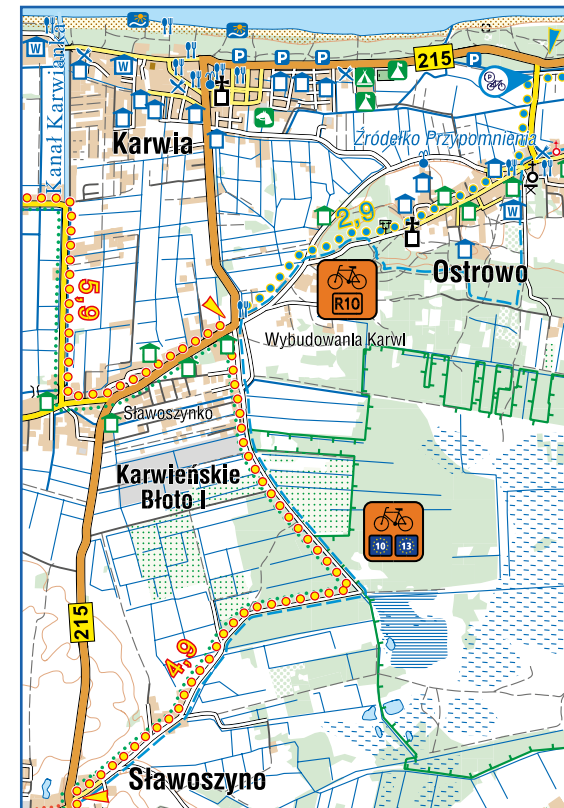 W
Kanał Karwianka
W
P
P
P
P
215
P
P
Karwia
Źródełko Przypomnienia
W
2,9
Ostrowo
R10
5,9
Wybudowania Karwi
Sławoszynko
Karwieńskie
Błoto I
10 13
215
4,9
Sławoszyno